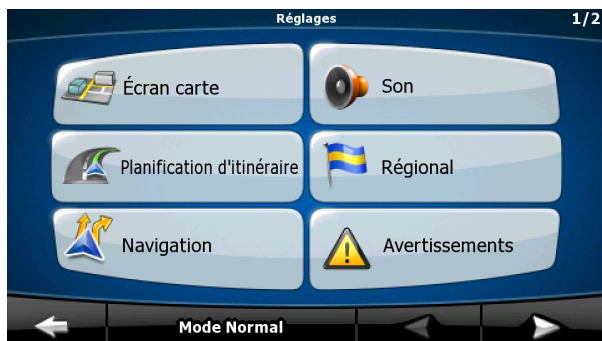 Réglages
1/2
Écran carte
Son
Planification d'itinéraire
Régional
Navigation
Avertissements
Mode Normal